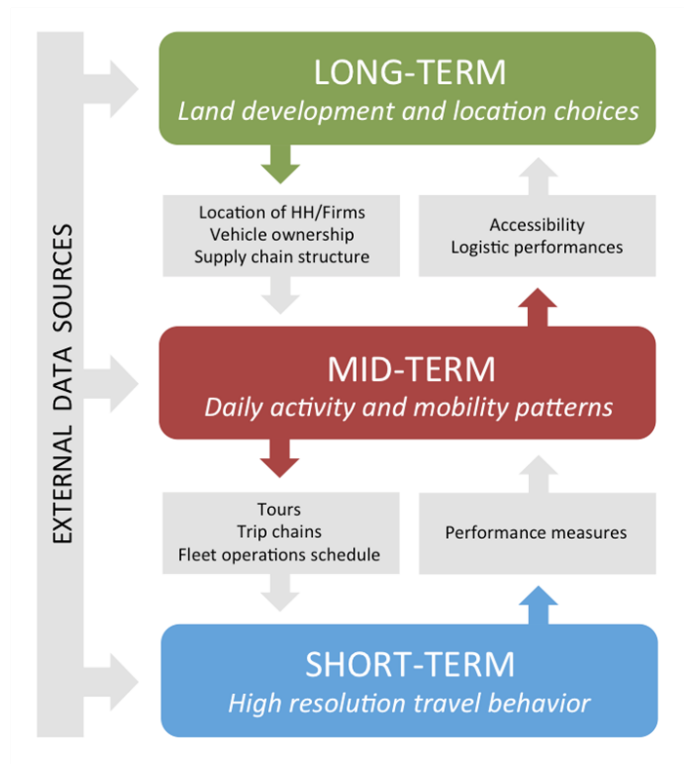 EXTERNAL DATA SOURCES
LONG-TERM
Land development and location choices
Location of HH/Firms
Vehicle ownership
Supply chain structure
Accessibility
Logistic performances
MID-TERM
Daily activity and mobility patterns
Tours
Trip chains
Fleet operations schedule
Performance measures
SHORT-TERM
High resolution travel behavior